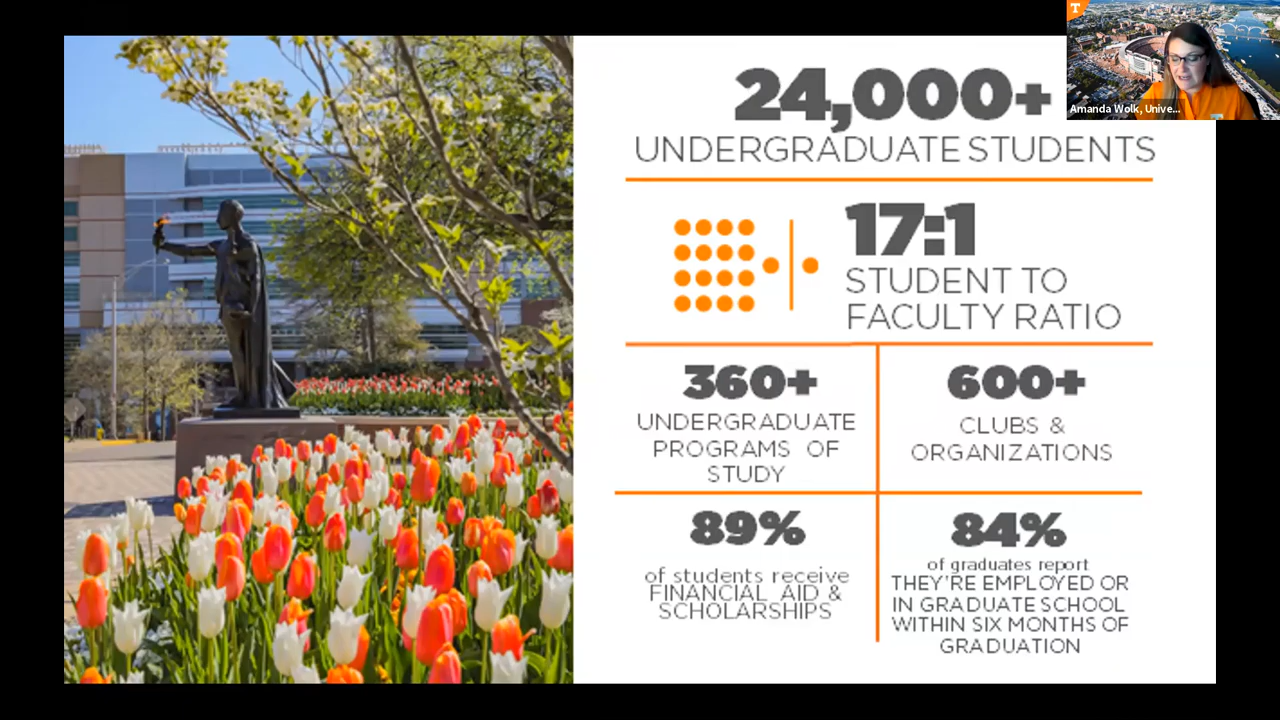 24,000+
UNDERGRADUATE STUDENTS
T
Amanda Wolk, Unive...
17:1
STUDENT TO
FACULTY RATIO
360+
UNDERGRADUATE
PROGRAMS OF
STUDY
600+
CLUBS &
ORGANIZATIONS
89%
of students receive
FINANCIAL AID &
SCHOLARSHIPS
84%
of graduates report
THEY'RE EMPLOYED OR
IN GRADUATE SCHOOL
WITHIN SIX MONTHS OF
GRADUATION